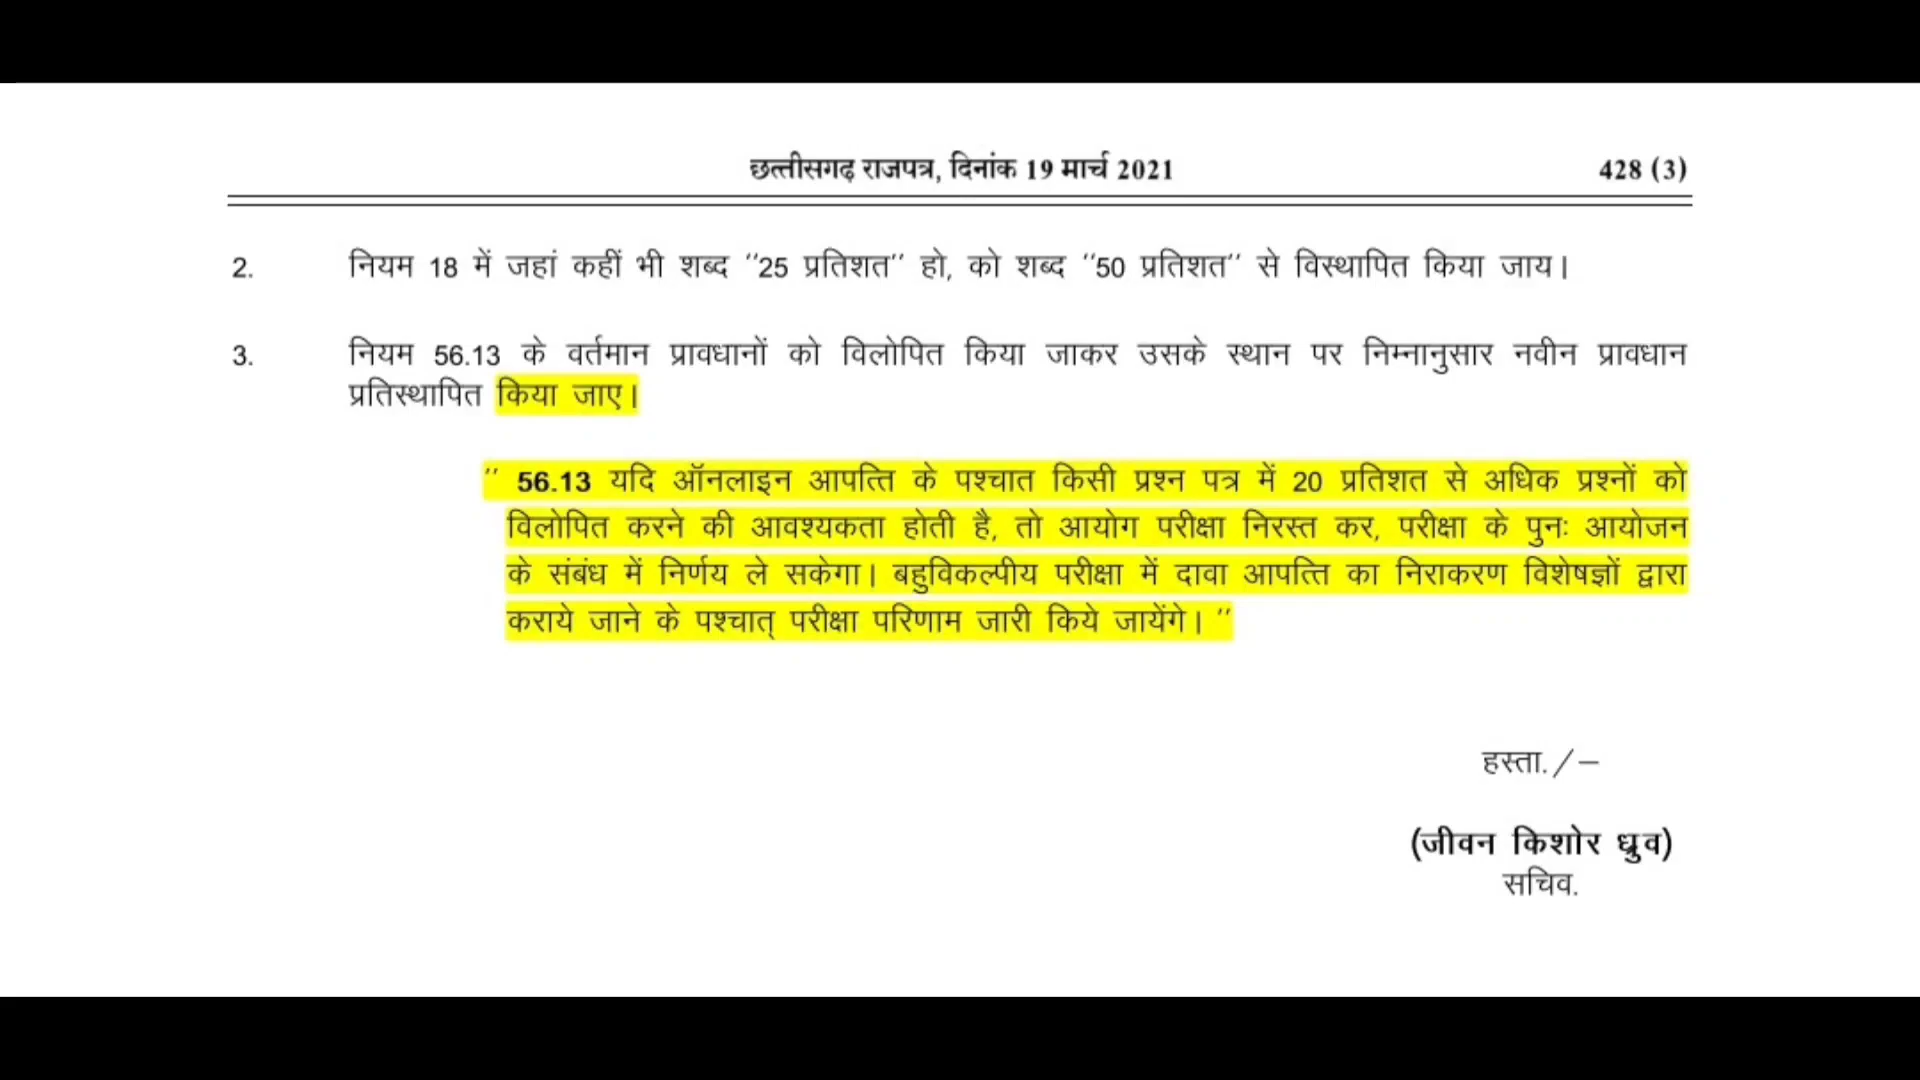 छत्तीसगढ़ राजपत्र, दिनांक 19 मार्च 2021 428 (3)
2. नियम 18 में जहां कहीं भी शब्द ''25 प्रतिशत'' हो, को शब्द ''50 प्रतिशत'' से विस्थापित किया जाय।
3. नियम 56.13 के वर्तमान प्रावधानों को विलोपित किया जाकर उसके स्थान पर निम्नानुसार नवीन प्रावधान
प्रतिस्थापित किया जाए।
'' 56.13 यदि ऑनलाइन आपत्ति के पश्चात किसी प्रश्न पत्र में 20 प्रतिशत से अधिक प्रश्नों को
विलोपित करने की आवश्यकता होती है, तो आयोग परीक्षा निरस्त कर, परीक्षा के पुनः आयोजन
के संबंध में निर्णय ले सकेगा। बहुविकल्पीय परीक्षा में दावा आपत्ति का निराकरण विशेषज्ञों द्वारा
कराये जाने के पश्चात् परीक्षा परिणाम जारी किये जायेंगे। ''
हस्ता./–
(जीवन किशोर ध्रुव)
सचिव.